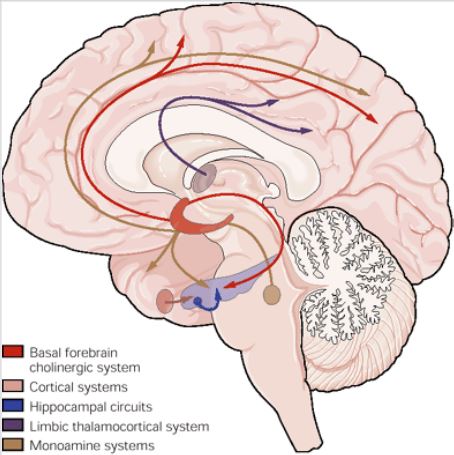 Basal forebrain
cholinergic system
Cortical systems
Hippocampal circuits
Limbic thalamocortical system
Monoamine systems